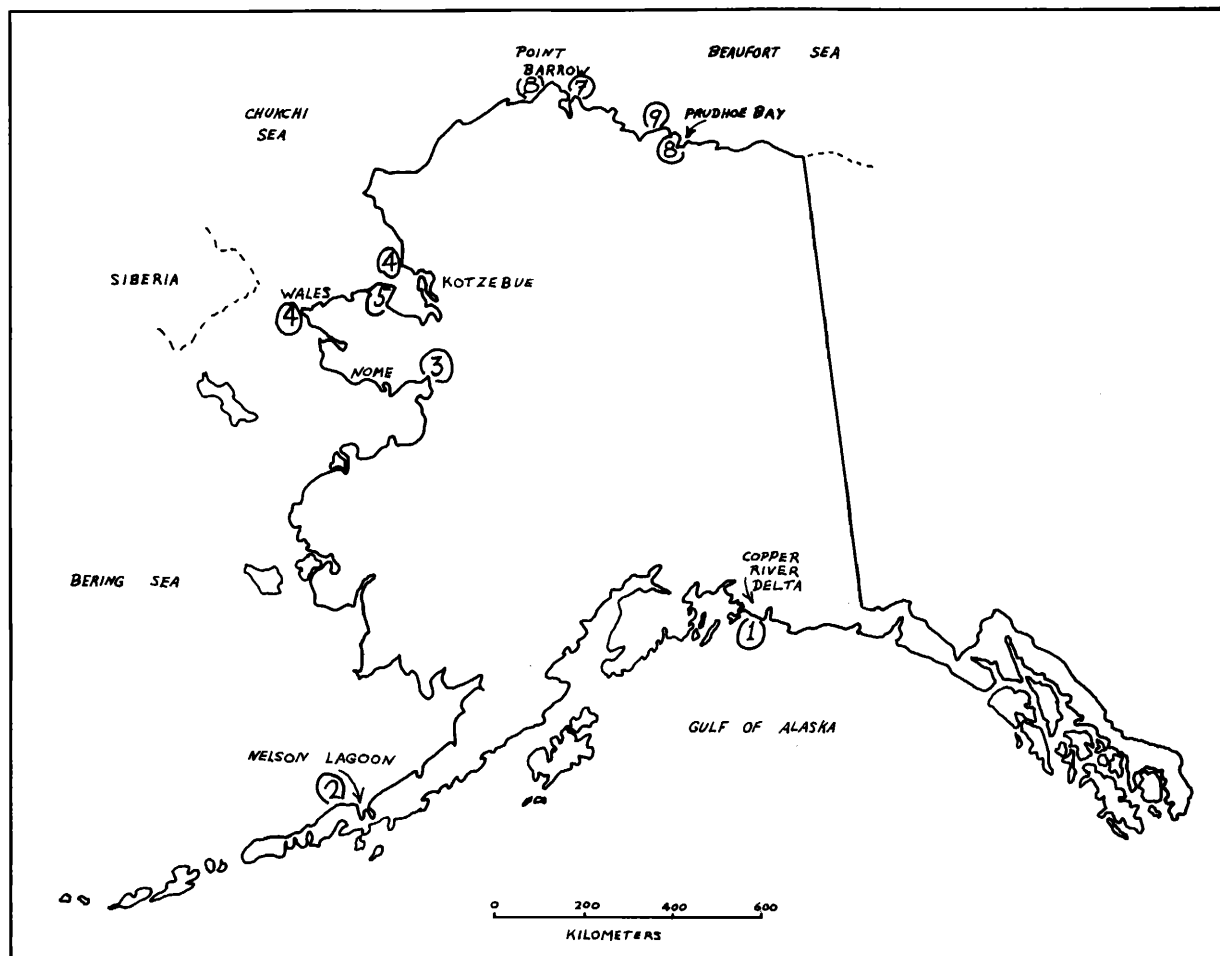 POINT
BARROW
BEAUFORT SEA
8
7
CHUKCHI
SEA
9
PRUDHOE BAY
8
4
SIBERIA
KOTZEBUE
WALES
5
4
3
NOME
COPPER
RIVER
DELTA
BERING SEA
1
GULF OF ALASKA
NELSON LAGOON
2
0 200 400 600
KILOMETERS